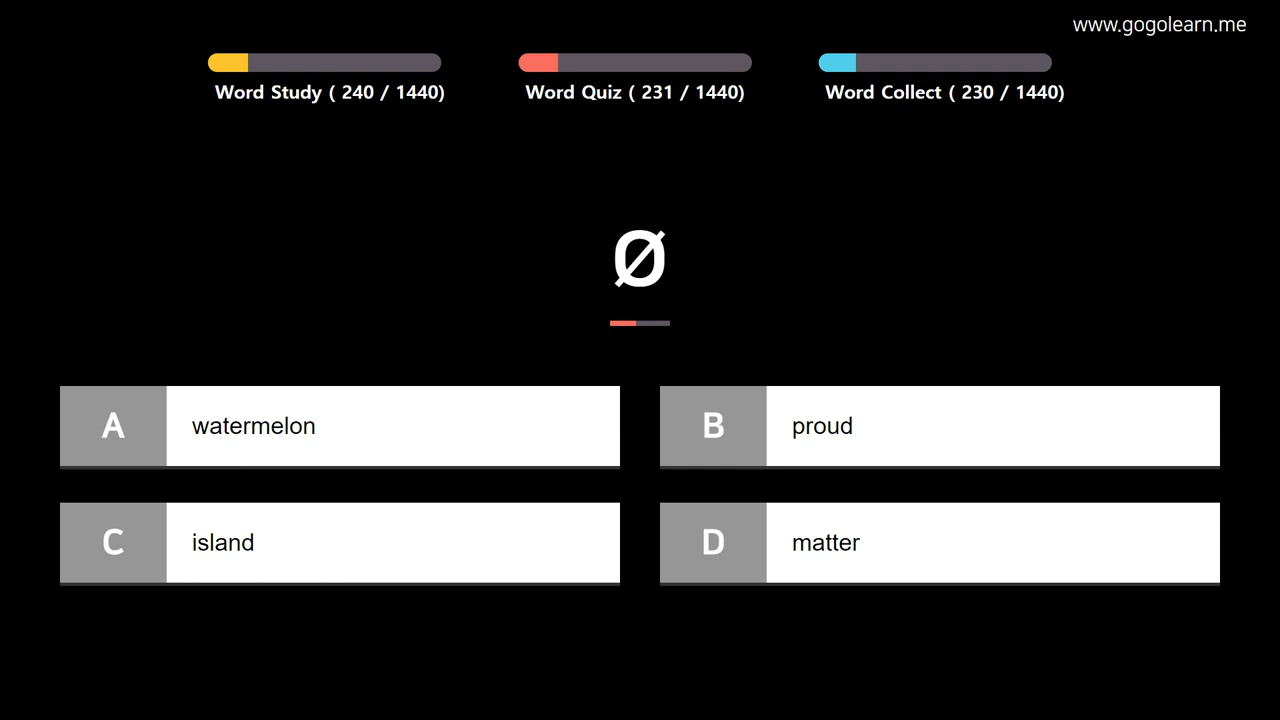 www.gogolearn.me
Word Study ( 240 / 1440)
Word Quiz ( 231 / 1440)
Word Collect ( 230 / 1440)
Ø
A watermelon
B proud
C island
D matter